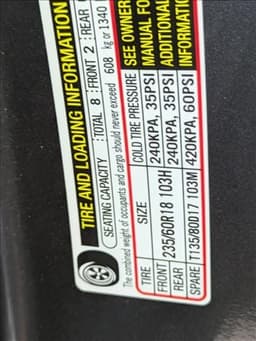 TIRE AND LOADING INFORMATION
SEATING CAPACITY : TOTAL 8 : FRONT 2 : REAR
The combined weight of occupants and cargo should never exceed 608 kg or 1340
TIRE SIZE COLD TIRE PRESSURE
FRONT 235/60R18 103H 240KPA, 35PSI
REAR 235/60R18 103H 240KPA, 35PSI
SPARE T135/80D17 103M 420KPA, 60PSI
SEE OWNER
MANUAL FO
ADDITIONAL
INFORMATI